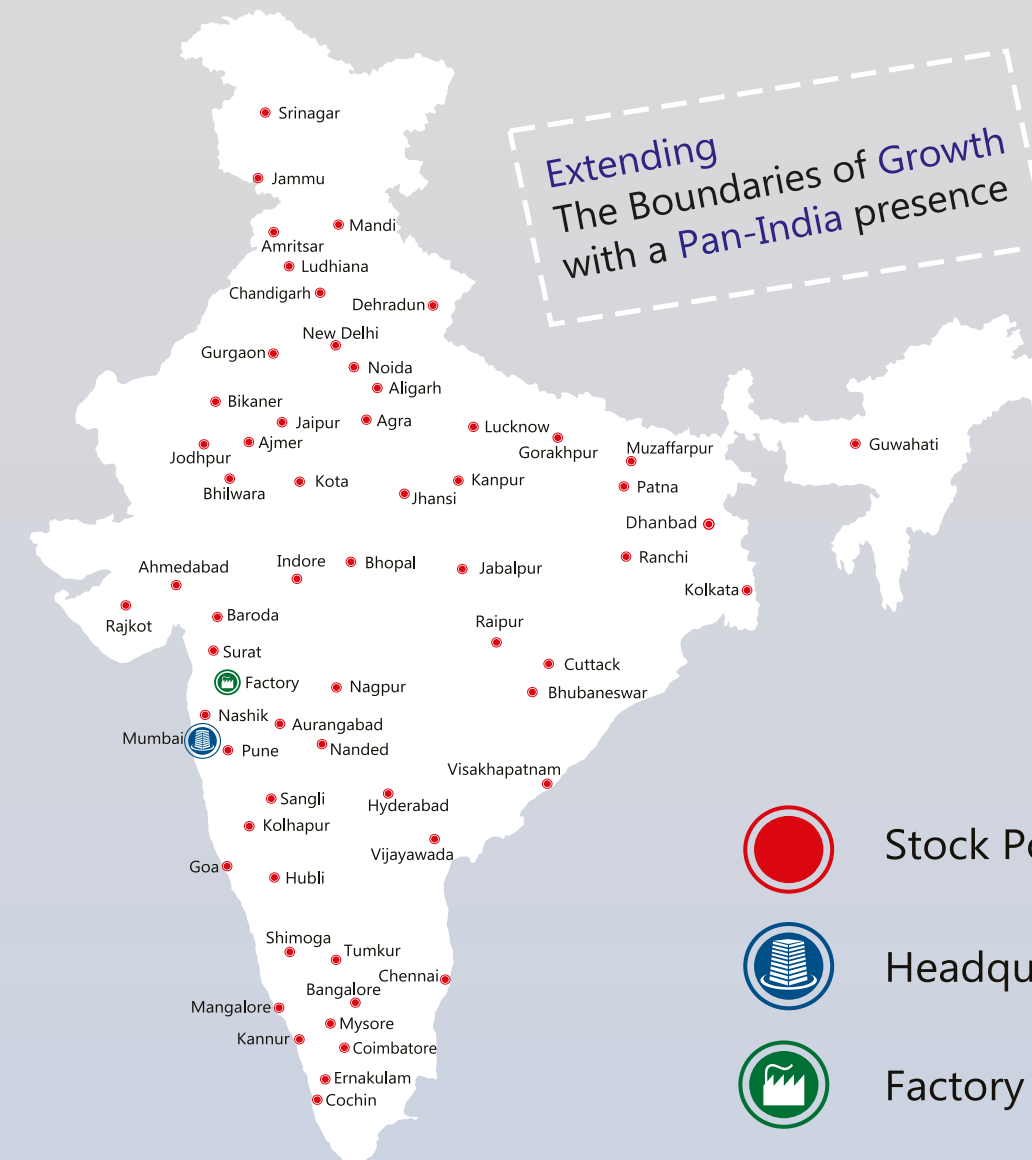 Extending
The Boundaries of Growth
with a Pan-India presence
Srinagar
Jammu
Mandi
Amritsar
Ludhiana
Chandigarh
Dehradun
New Delhi
Gurgaon
Noida
Aligarh
Bikaner
Jaipur
Agra
Lucknow
Ajmer
Gorakhpur
Muzaffarpur
Guwahati
Jodhpur
Bhilwara
Kota
Kanpur
Jhansi
Patna
Dhanbad
Ranchi
Ahmedabad
Indore
Bhopal
Jabalpur
Kolkata
Rajkot
Baroda
Raipur
Surat
Cuttack
Factory
Nagpur
Bhubaneswar
Nashik
Aurangabad
Mumbai
Pune
Nanded
Visakhapatnam
Sangli
Hyderabad
Kolhapur
Vijayawada
Goa
Hubli
Stock
Shimoga
Tumkur
Chennai
Bangalore
Mangalore
Mysore
Kannur
Coimbatore
Ernakulam
Cochin
Factory